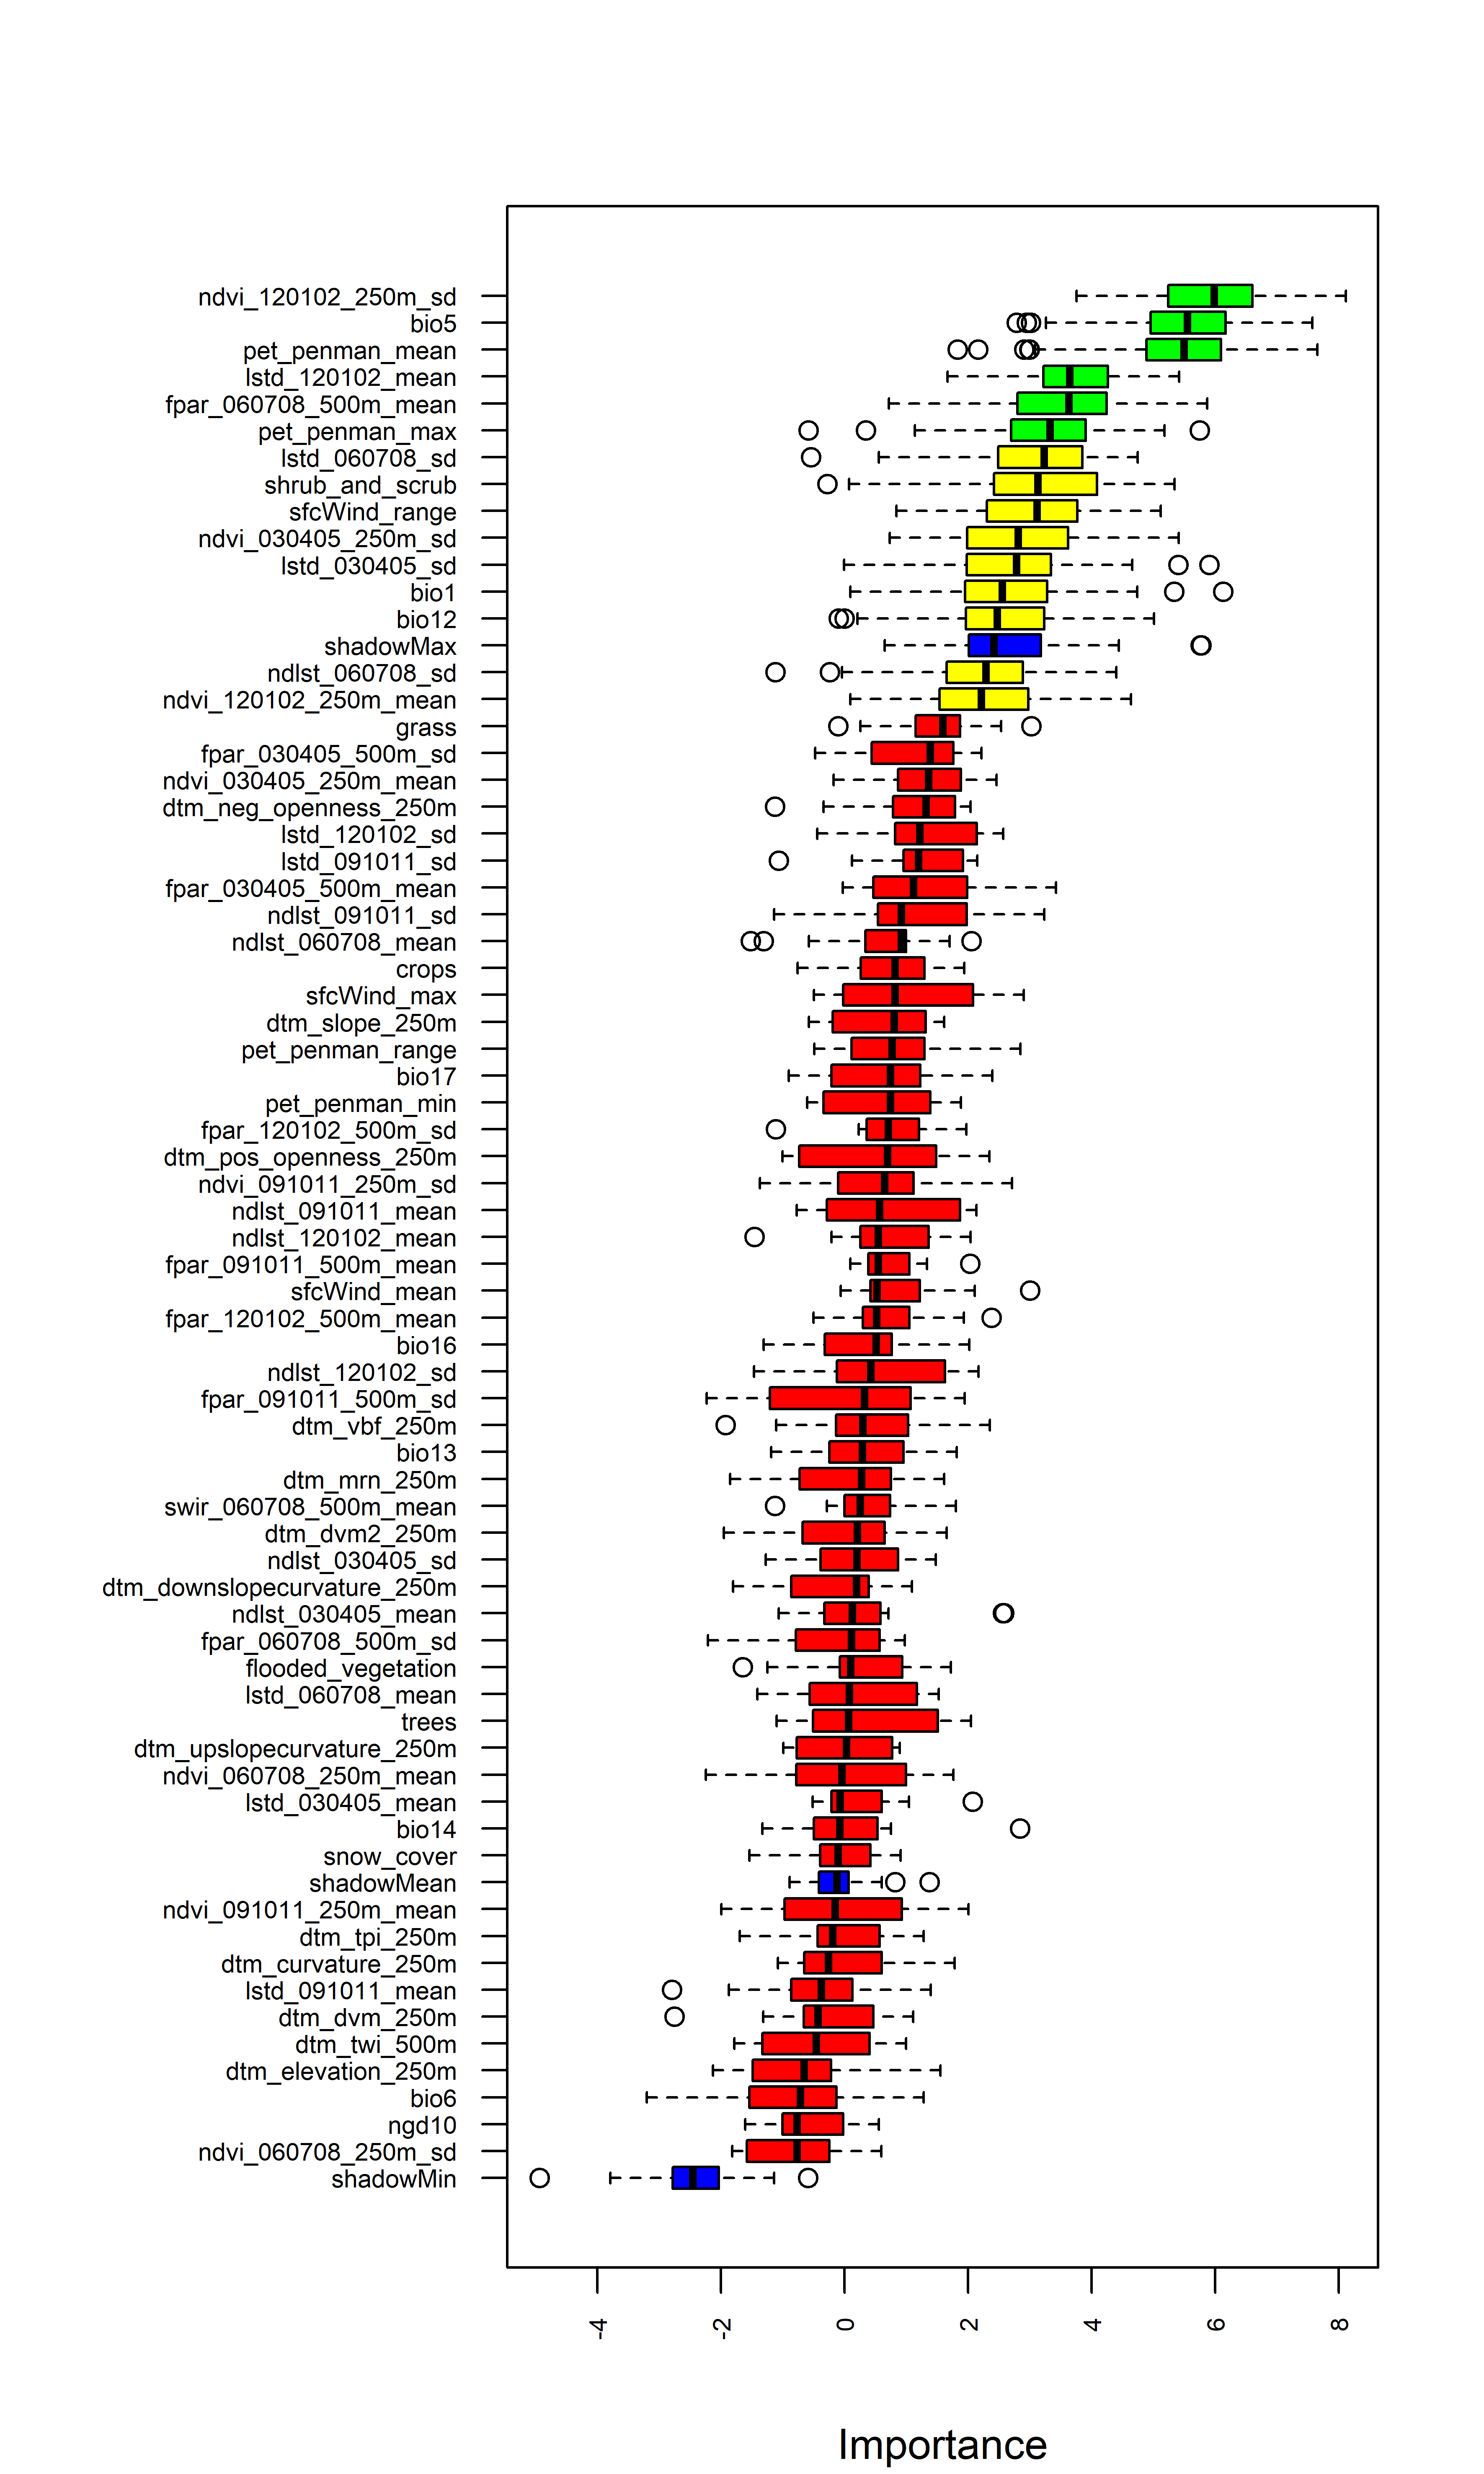 ndvi_120102_250m_sd
bio5
pet_penman_mean
lstd_120102_mean
fpar_060708_500m_mean
pet_penman_max
lstd_060708_sd
shrub_and_scrub
sfcWind_range
ndvi_030405_250m_sd
lstd_030405_sd
bio1
bio12
shadowMax
ndlst_060708_sd
ndvi_120102_250m_mean
grass
fpar_030405_500m_sd
ndvi_030405_250m_mean
dtm_neg_openness_250m
lstd_120102_sd
lstd_091011_sd
fpar_030405_500m_mean
ndlst_091011_sd
ndlst_060708_mean
crops
sfcWind_max
dtm_slope_250m
pet_penman_range
bio17
pet_penman_min
fpar_120102_500m_sd
dtm_pos_openness_250m
ndvi_091011_250m_sd
ndlst_091011_mean
ndlst_120102_mean
fpar_091011_500m_mean
sfcWind_mean
fpar_120102_500m_mean
bio16
ndlst_120102_sd
fpar_091011_500m_sd
dtm_vbf_250m
bio13
dtm_mrn_250m
swir_060708_500m_mean
dtm_dvm2_250m
ndlst_030405_sd
dtm_downslopecurvature_250m
ndlst_030405_mean
fpar_060708_500m_sd
flooded_vegetation
lstd_060708_mean
trees
dtm_upslopecurvature_250m
ndvi_060708_250m_mean
lstd_030405_mean
bio14
snow_cover
shadowMean
ndvi_091011_250m_mean
dtm_tpi_250m
dtm_curvature_250m
lstd_091011_mean
dtm_dvm_250m
dtm_twi_500m
dtm_elevation_250m
bio6
ngd10
ndvi_060708_250m_sd
shadowMin
-4 -2 0 2 4 6 8
Importance